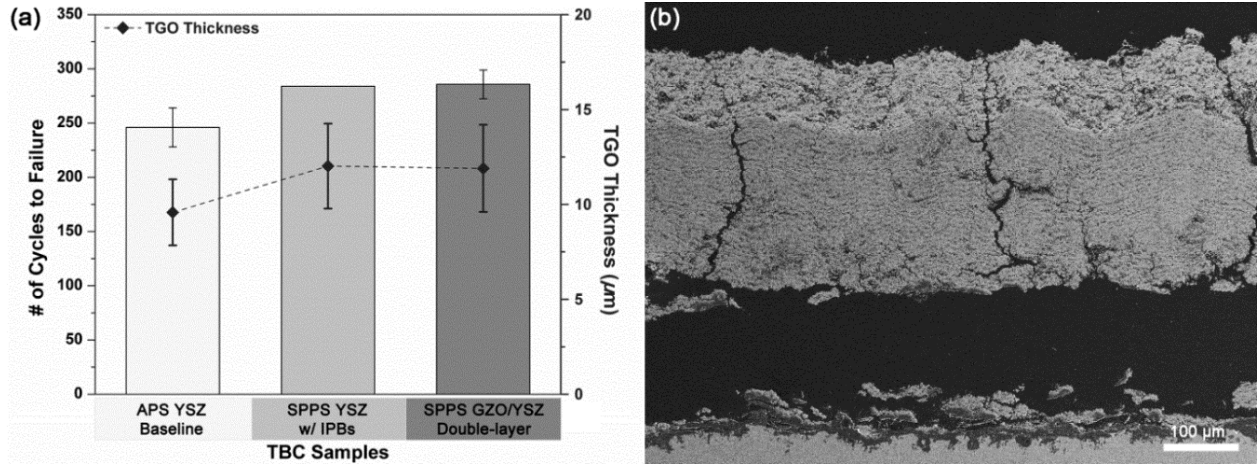 (a)
350
300
250
200
150
100
50
0
# of Cycles to Failure
TGO Thickness
20
15
10
5
0
TGO Thickness (μm)
APS YSZ
Baseline
SPPS YSZ
w/ IPBs
SPPS GZO/YSZ
Double-layer
TBC Samples
(b)
100 μm